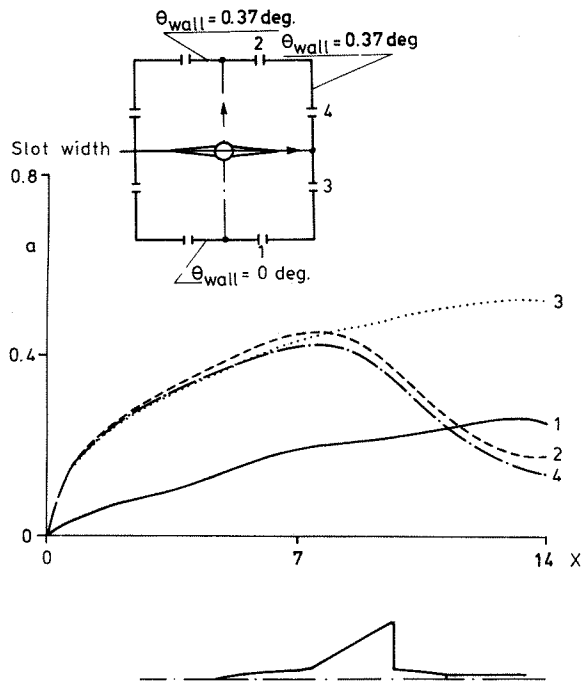 θwall = 0.37 deg.
2
θwall = 0.37 deg
4
Slot width
0.8
3
a
1
θwall = 0 deg.
3
0.4
1
2
4
0
0
7
14
X